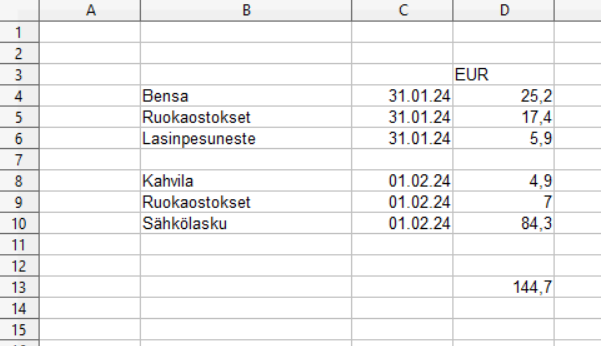 A B C D
1
2
3 EUR
4 Bensa 31.01.24 25,2
5 Ruokaostokset 31.01.24 17,4
6 Lasinpesuneste 31.01.24 5,9
7
8 Kahvila 01.02.24 4,9
9 Ruokaostokset 01.02.24 7
10 Sähkölasku 01.02.24 84,3
11
12
13 144,7
14
15